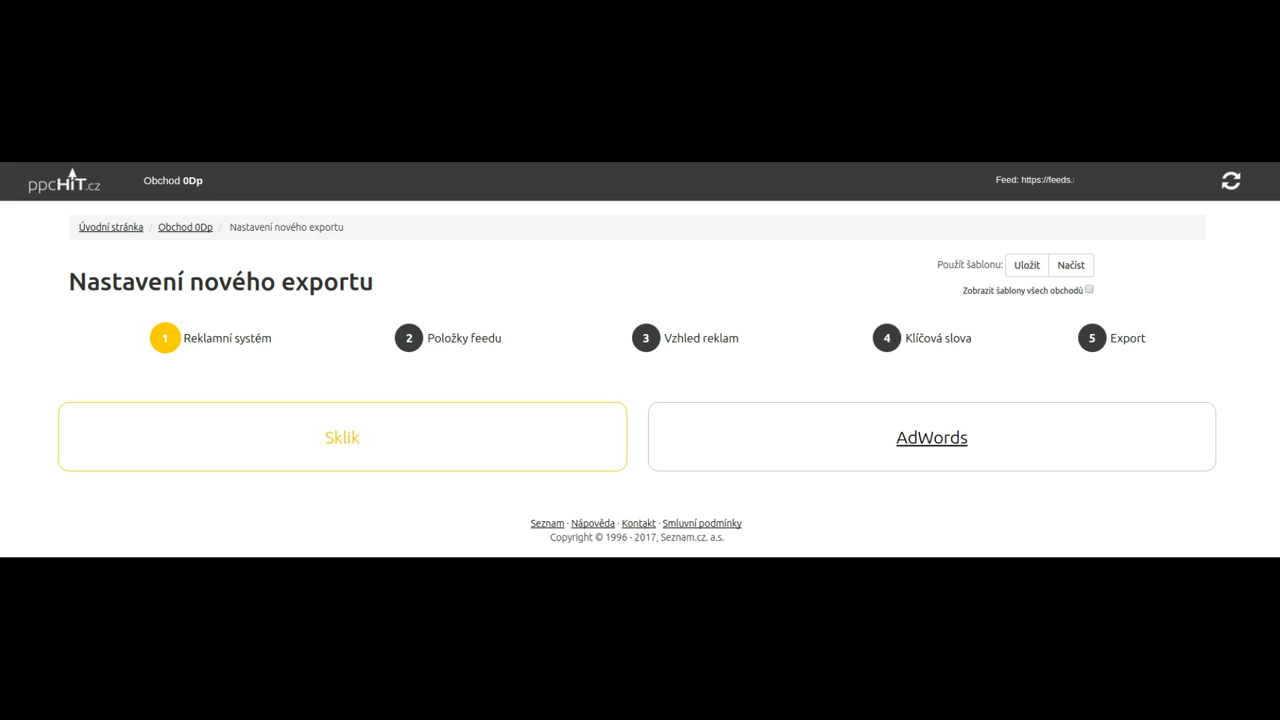 ppcHiT.cz Obchod 0Dp Feed: https://feeds.
Úvodní stránka / Obchod 0Dp / Nastavení nového exportu
Nastavení nového exportu
Použít šablonu: Uložit Načíst
Zobrazit šablony všech obchodů
1 Reklamní systém 2 Položky feedu 3 Vzhled reklam 4 Klíčová slova 5 Export
Sklik AdWords
Seznam · Nápověda · Kontakt · Smluvní podmínky
Copyright © 1996 - 2017, Seznam.cz. a.s.